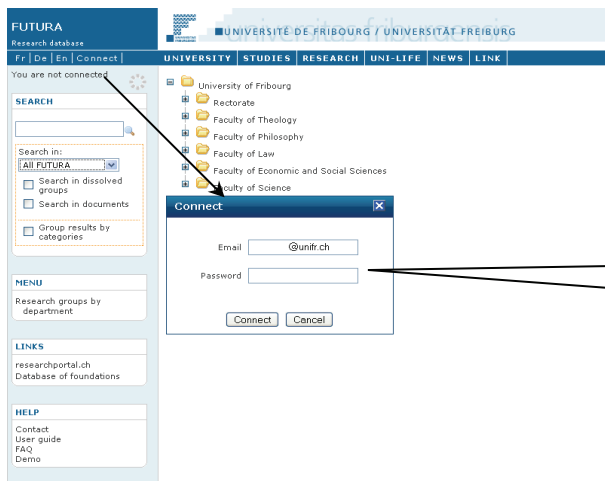 FUTURA
Research database
UNIVERSITÉ DE FRIBOURG / UNIVERSITÄT FREIBURG
universitas friburgensis
Fr | De | En | Connect |
UNIVERSITY | STUDIES | RESEARCH | UNI-LIFE | NEWS | LINK
You are not connected
SEARCH
Search in:
All FUTURA
Search in dissolved
groups
Search in documents
Group results by
categories
MENU
Research groups by
department
LINKS
researchportal.ch
Database of foundations
HELP
Contact
User guide
FAQ
Demo
University of Fribourg
Rectorate
Faculty of Theology
Faculty of Philosophy
Faculty of Law
Faculty of Economic and Social Sciences
Faculty of Science
Connect
Email @unifr.ch
Password
Connect Cancel